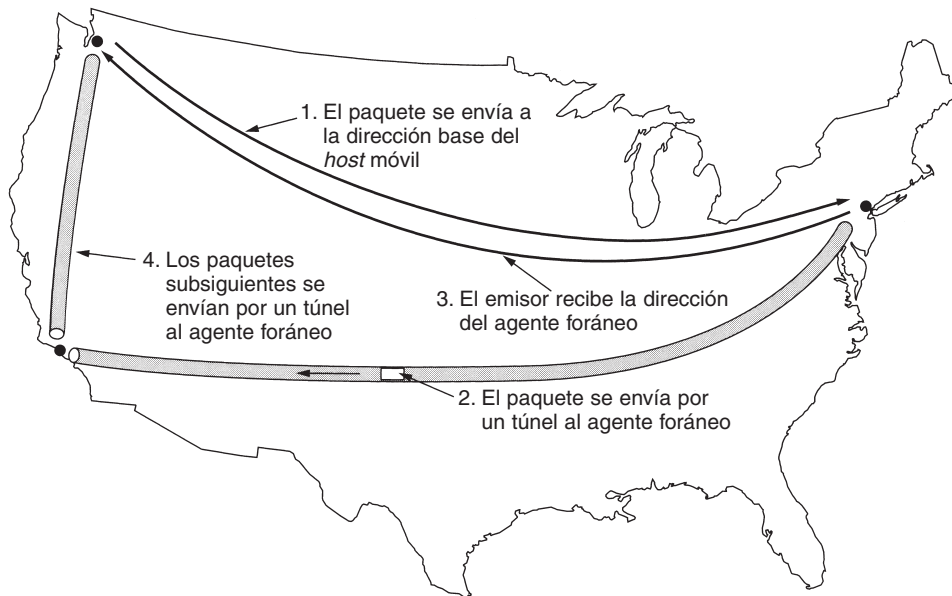 1. El paquete se envía a
la dirección base del
host móvil
4. Los paquetes
subsiguientes se
envían por un túnel
al agente foráneo
3. El emisor recibe la dirección
del agente foráneo
2. El paquete se envía por
un túnel al agente foráneo